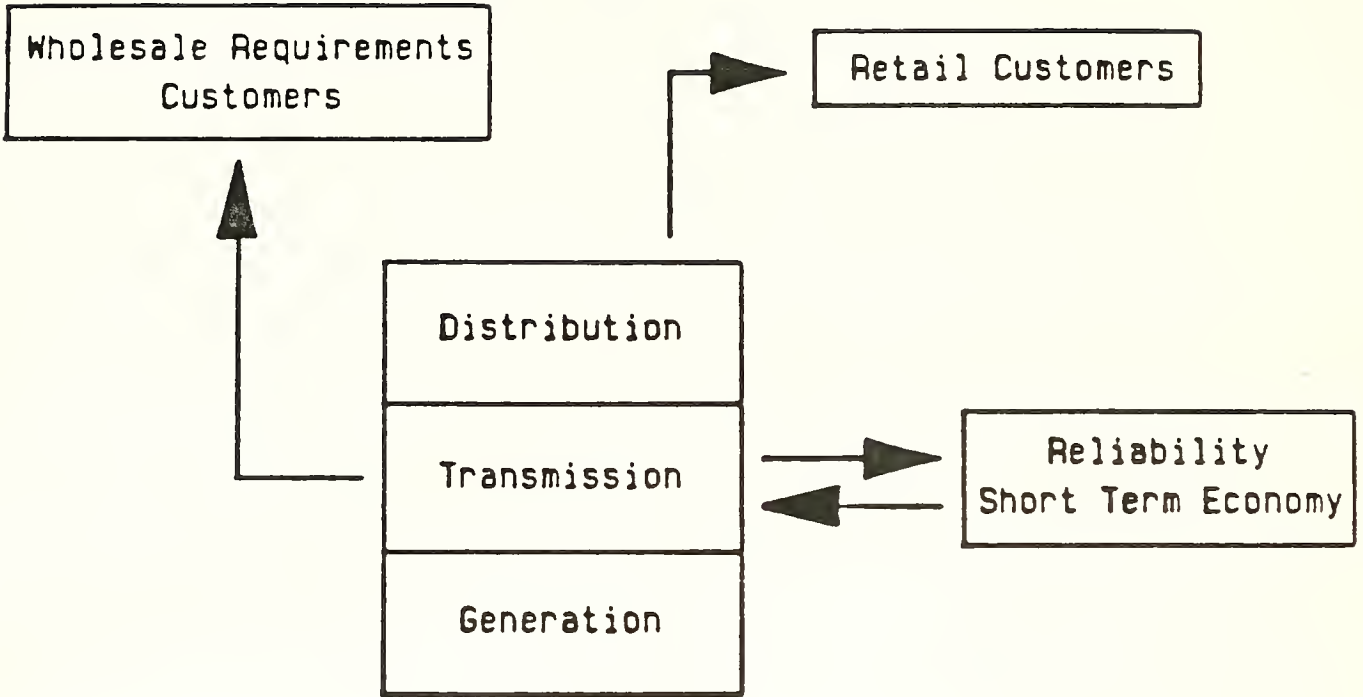 Wholesale Requirements
Customers
Retail Customers
Distribution
Transmission
Reliability
Short Term Economy
Generation